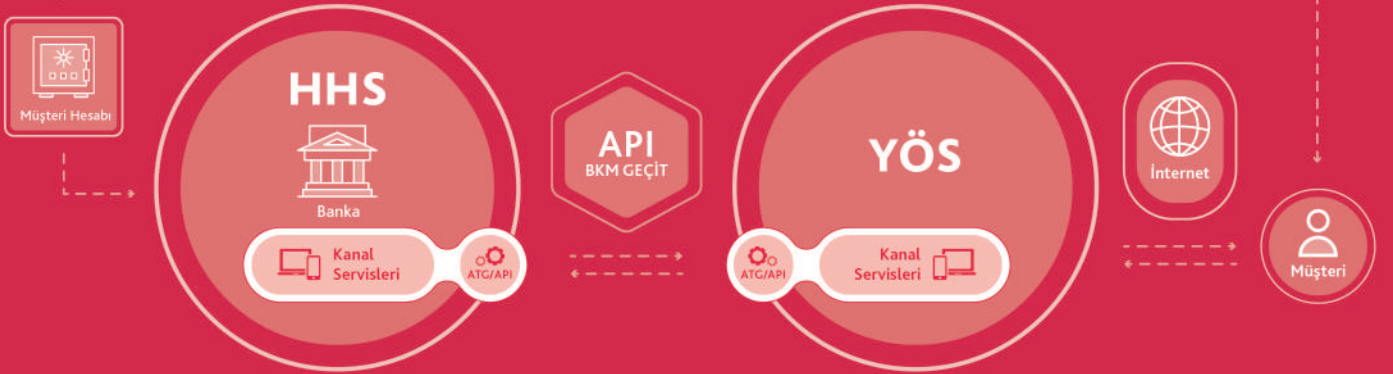 Müşteri Hesabı
HHS
Banka
Kanal
Servisleri
ATG/API
API
BKM GEÇİT
YÖS
ATG/API
Kanal
Servisleri
İnternet
Müşteri